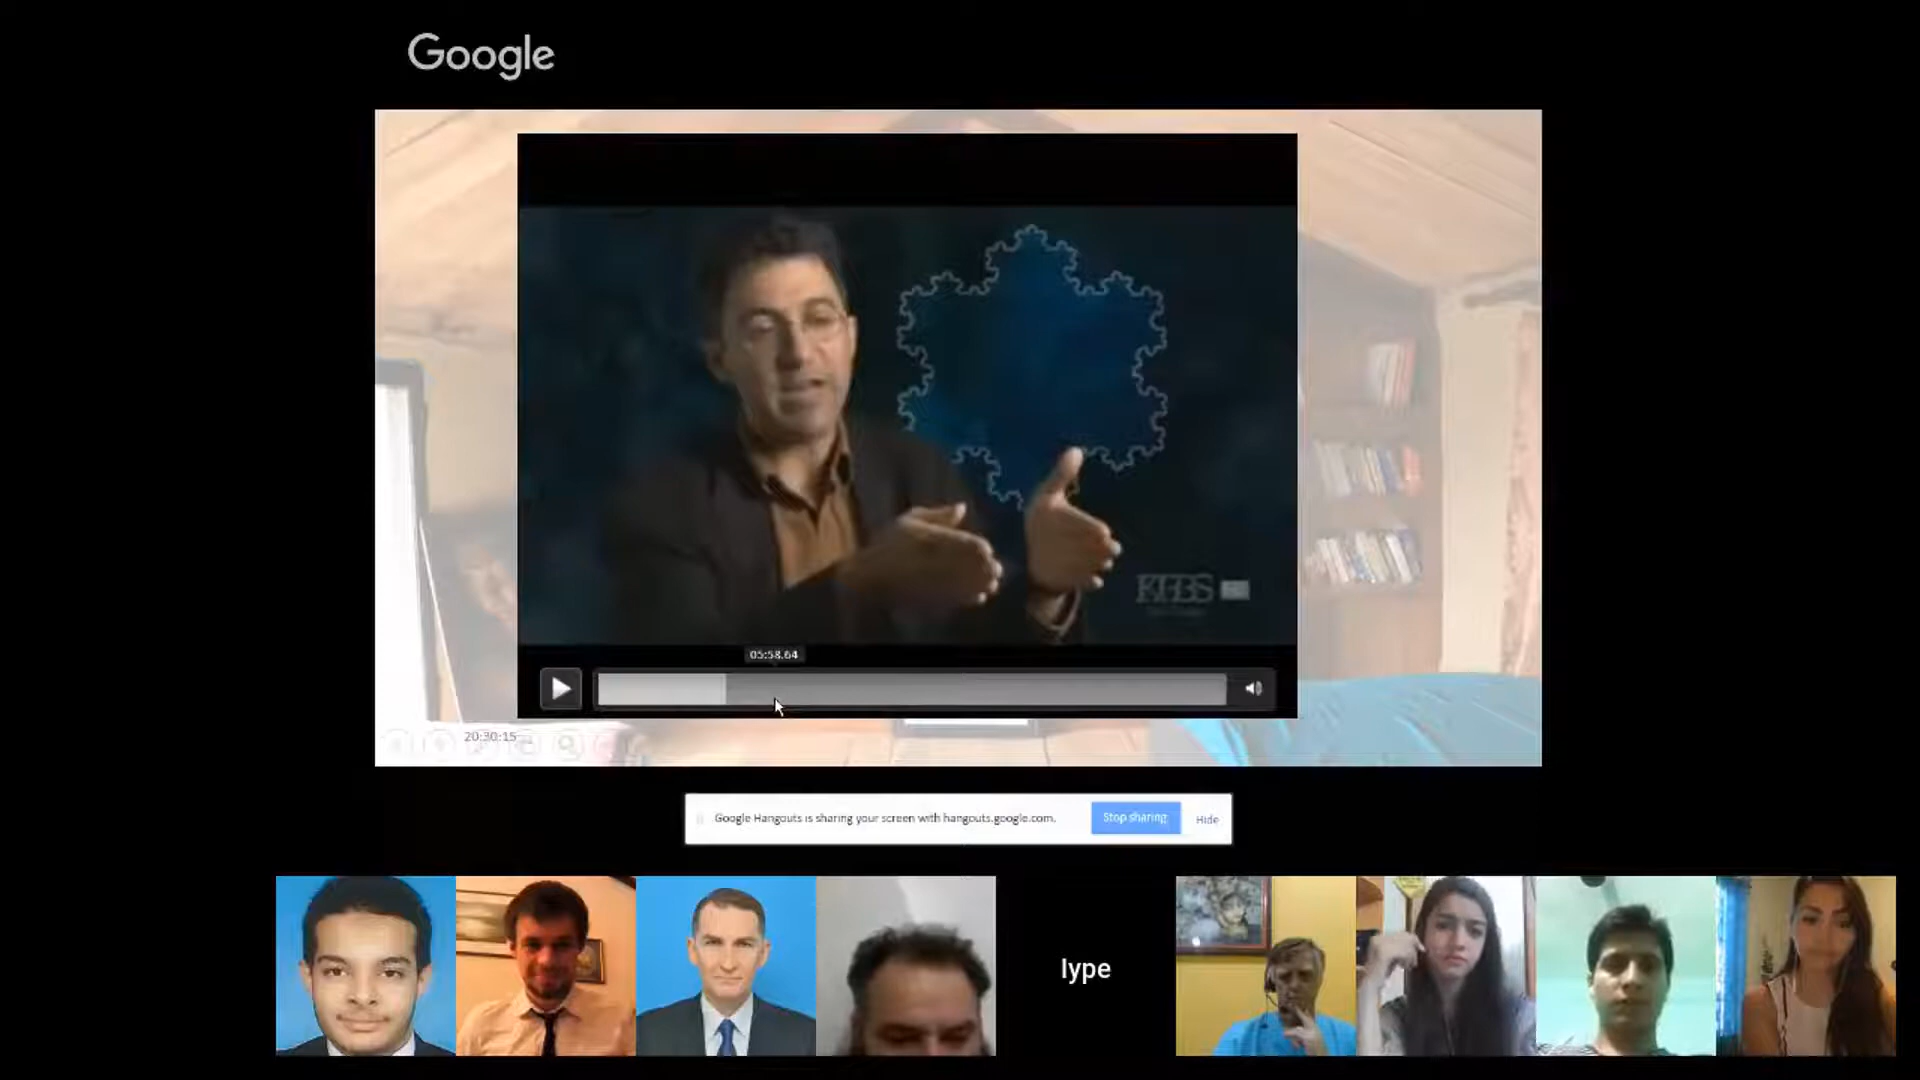 Google
KPBS
05:58.64
20:30:15
Google Hangouts is sharing your screen with hangouts.google.com.
Stop sharing
Hide
Iype